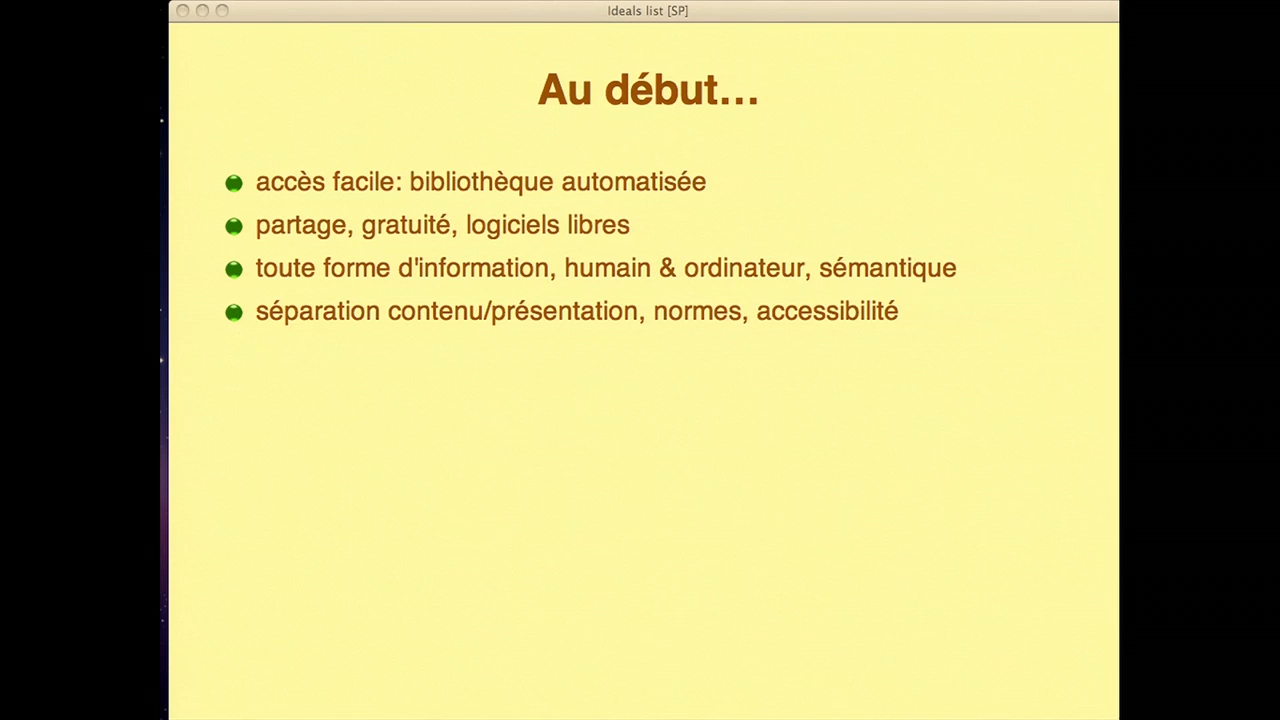 Ideals list [SP]
Au début...
accès facile: bibliothèque automatisée
partage, gratuité, logiciels libres
toute forme d'information, humain & ordinateur, sémantique
séparation contenu/présentation, normes, accessibilité